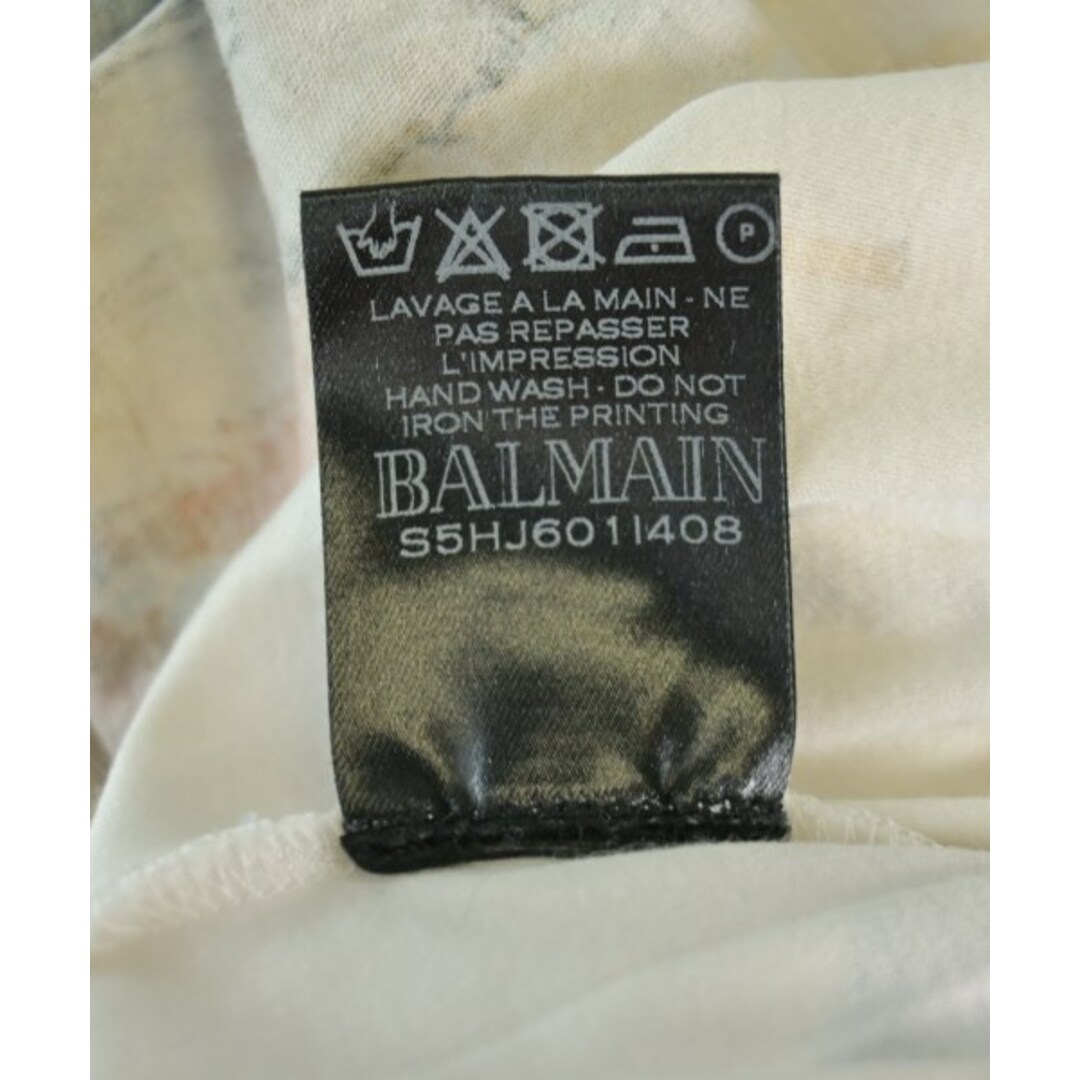 P
LAVAGE A LA MAIN - NE
PAS REPASSER
L'IMPRESSION
HAND WASH - DO NOT
IRON THE PRINTING
BALMAIN
S5HJ601I408